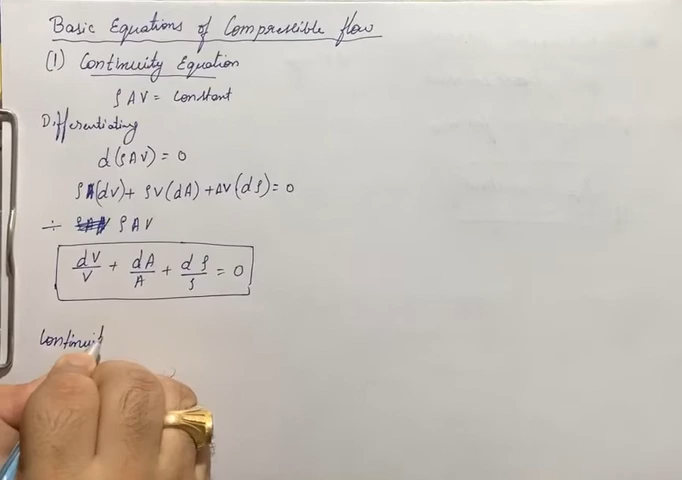 Basic Equations of Compressible flow
(1) Continuity Equation
ρAV = constant
Differentiating
d(ρAV) = 0
ρA(dV) + ρV(dA) + AV(dρ) = 0
÷ ρAV
dV/V + dA/A + dρ/ρ = 0
Continuit